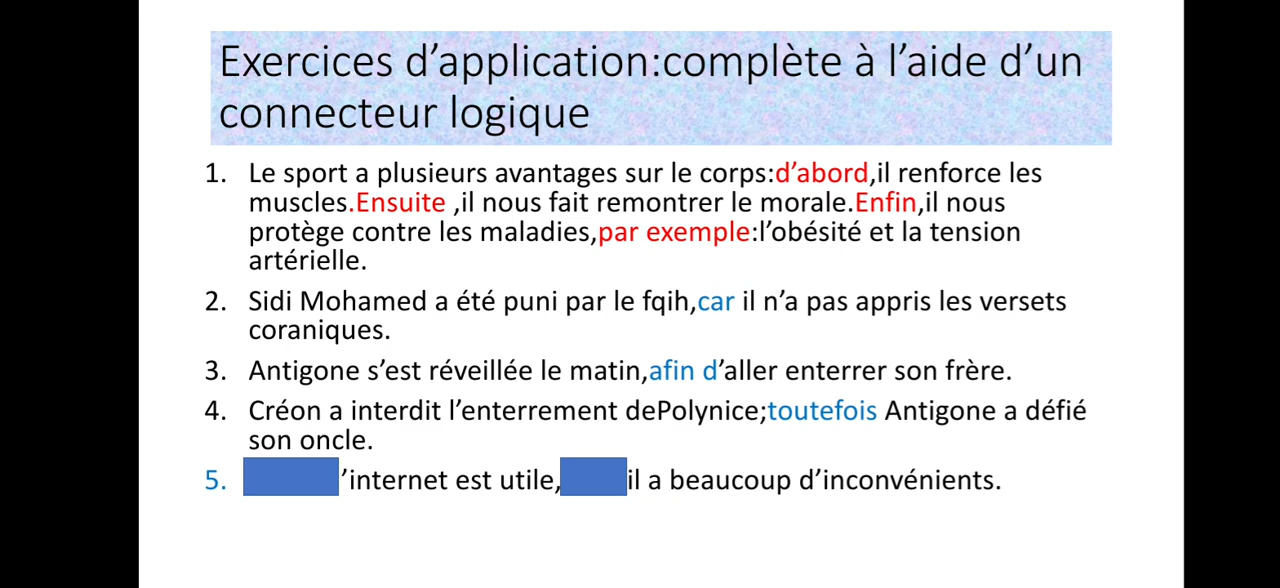 Exercices d’application:complète à l’aide d’un
connecteur logique
1. Le sport a plusieurs avantages sur le corps:d’abord,il renforce les
muscles.Ensuite ,il nous fait remontrer le morale.Enfin,il nous
protège contre les maladies,par exemple:l’obésité et la tension
artérielle.
2. Sidi Mohamed a été puni par le fqih,car il n’a pas appris les versets
coraniques.
3. Antigone s’est réveillée le matin,afin d’aller enterrer son frère.
4. Créon a interdit l’enterrement dePolynice;toutefois Antigone a défié
son oncle.
5. ’internet est utile, il a beaucoup d’inconvénients.